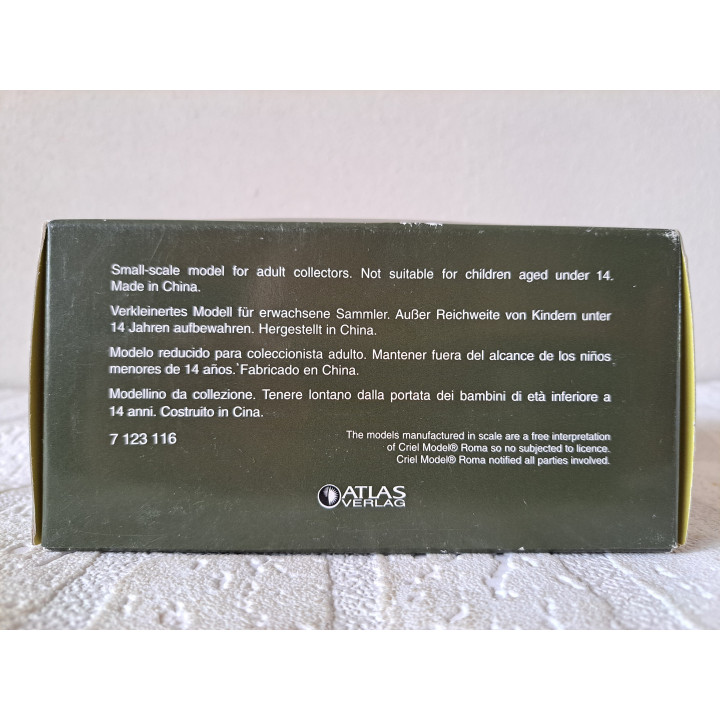 Small-scale model for adult collectors. Not suitable for children aged under 14.
Made in China.
Verkleinertes Modell für erwachsene Sammler. Außer Reichweite von Kindern unter
14 Jahren aufbewahren. Hergestellt in China.
Modelo reducido para coleccionista adulto. Mantener fuera del alcance de los niños
menores de 14 años. Fabricado en China.
Modellino da collezione. Tenere lontano dalla portata dei bambini di età inferiore a
14 anni. Costruito in Cina.
7 123 116
The models manufactured in scale are a free interpretation
of Criel Model® Roma so no subjected to licence.
Criel Model® Roma notified all parties involved.
ATLAS
VERLAG